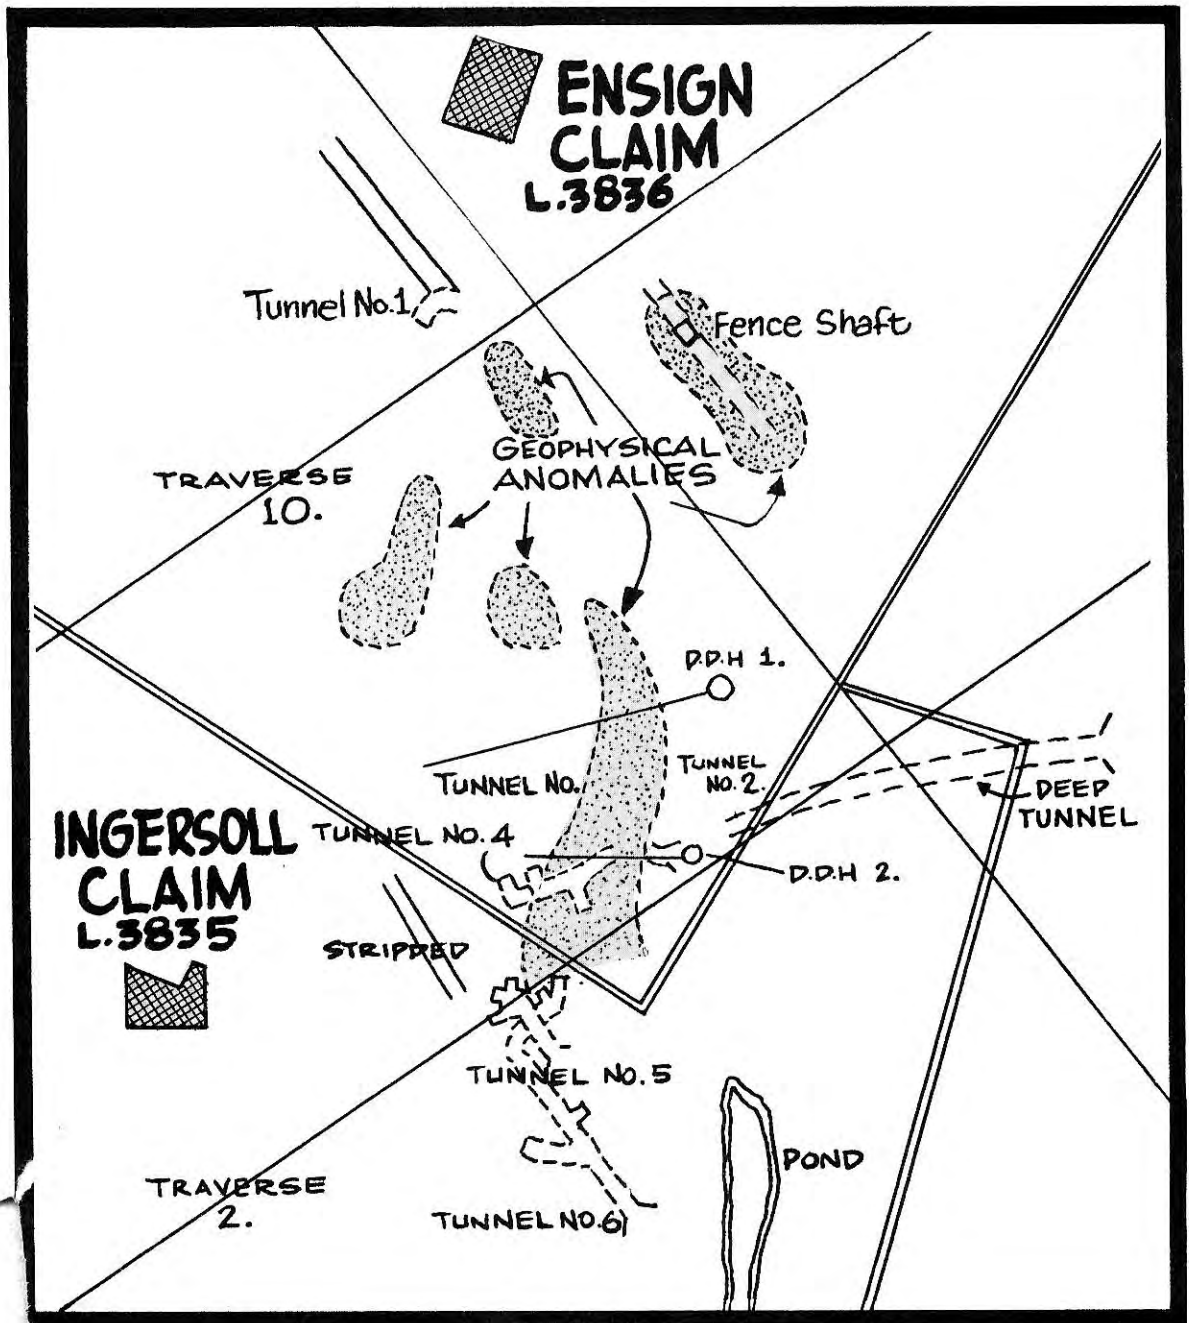 ENSIGN
CLAIM
L.3836
Tunnel No.1
Fence Shaft
GEOPHYSICAL
ANOMALIES
TRAVERSE
10.
D.D.H 1.
TUNNEL NO.
TUNNEL
NO.2.
DEEP
TUNNEL
INGERSOLL
CLAIM
L.3835
TUNNEL NO.4
D.D.H 2.
STRIPPED
TUNNEL NO.5
POND
TRAVERSE
2.
TUNNEL NO.6